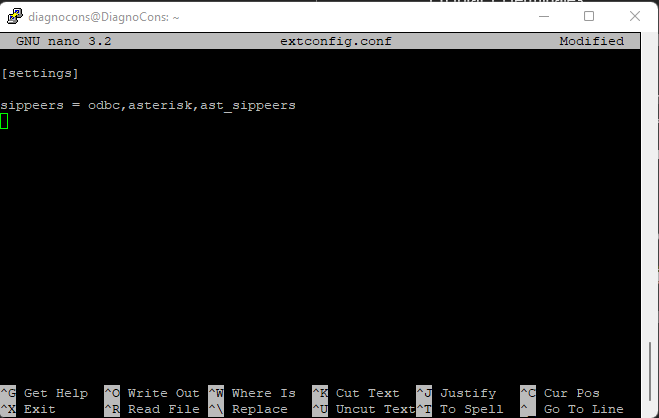 diagnocons@DiagnoCons: ~
GNU nano 3.2 extconfig.conf Modified
[settings]
sippeers = odbc,asterisk,ast_sippeers
^G Get Help ^O Write Out ^W Where Is ^K Cut Text ^J Justify ^C Cur Pos
^X Exit ^R Read File ^\ Replace ^U Uncut Text ^T To Spell ^_ Go To Line